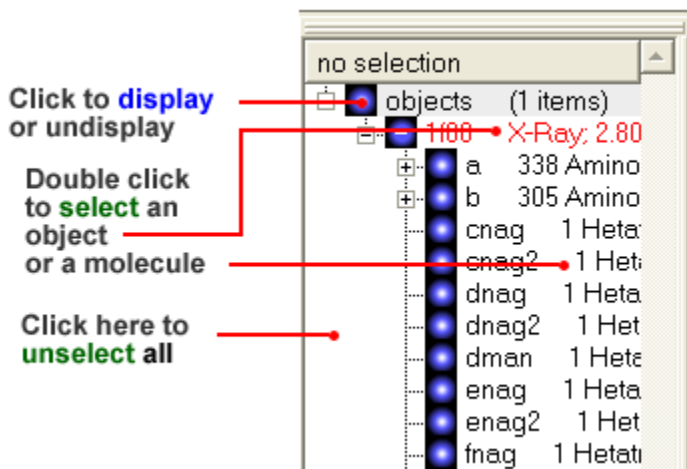 no selection
Click to display
or undisplay
objects (1 items)
X-Ray; 2.80
Double click
to select an
object
or a molecule
a 338 Amino
b 305 Amino
cnag 1 Hetat
cnag2 1 Heta
dnag 1 Heta
dnag2 1 Het
dman 1 Heta
enag 1 Heta
enag2 1 Het
fnag 1 Hetat
Click here to
unselect all